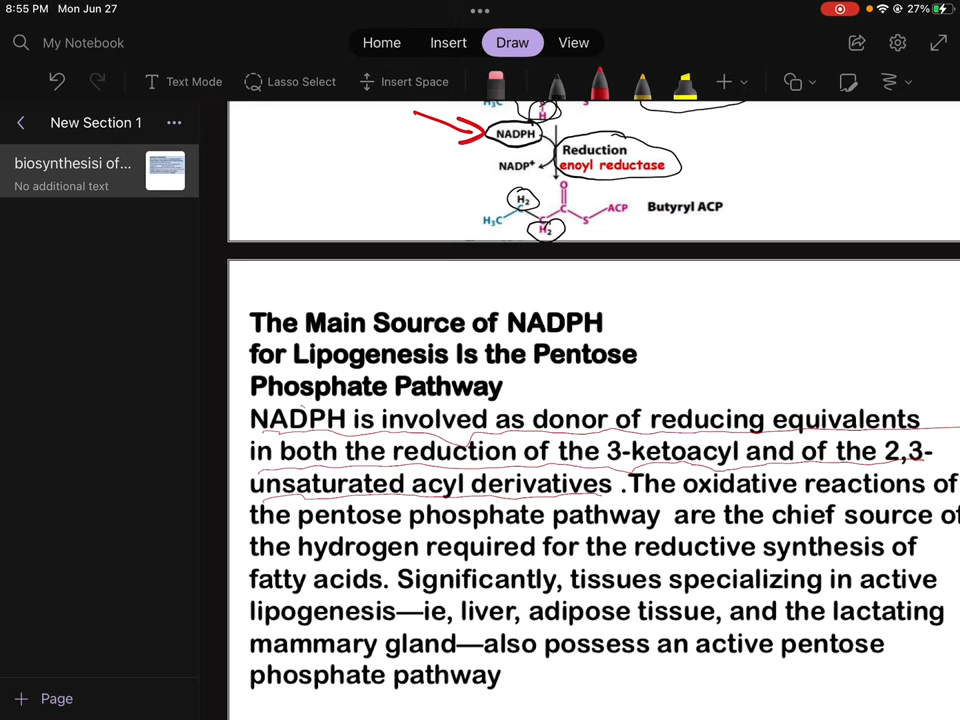 8:55 PM Mon Jun 27
27%
My Notebook
Home
Insert
Draw
View
Text Mode
Lasso Select
Insert Space
New Section 1
biosynthesisi of...
No additional text
Page
H
NADPH
Reduction
NADP+
enoyl reductase
O
H2
H3C
C
S
ACP
Butyryl ACP
H2
The Main Source of NADPH
for Lipogenesis Is the Pentose
Phosphate Pathway
NADPH is involved as donor of reducing equivalents
in both the reduction of the 3-ketoacyl and of the 2,3-
unsaturated acyl derivatives .The oxidative reactions of
the pentose phosphate pathway are the chief source of
the hydrogen required for the reductive synthesis of
fatty acids. Significantly, tissues specializing in active
lipogenesis—ie, liver, adipose tissue, and the lactating
mammary gland—also possess an active pentose
phosphate pathway